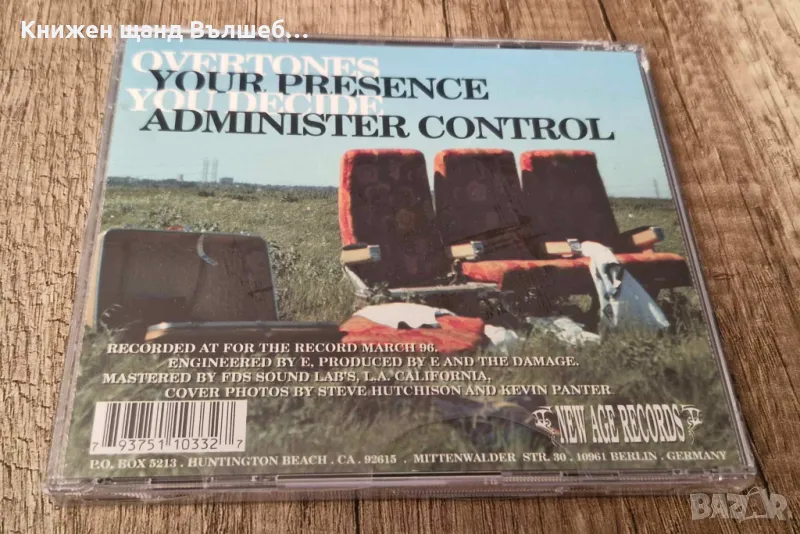 Книжен щанд Вълшеб...
OVERTONES
YOUR PRESENCE
YOU DECIDE
ADMINISTER CONTROL
RECORDED AT FOR THE RECORD MARCH 96.
ENGINEERED BY E, PRODUCED BY E AND THE DAMAGE.
MASTERED BY FDS SOUND LAB'S, L.A. CALIFORNIA.
COVER PHOTOS BY STEVE HUTCHISON AND KEVIN PANTER
7 93751 10332 7
NEW AGE RECORDS
P.O. BOX 5213 . HUNTINGTON BEACH . CA . 92615 . MITTENWALDER STR. 30 . 10961 BERLIN . GERMANY
BAZAR